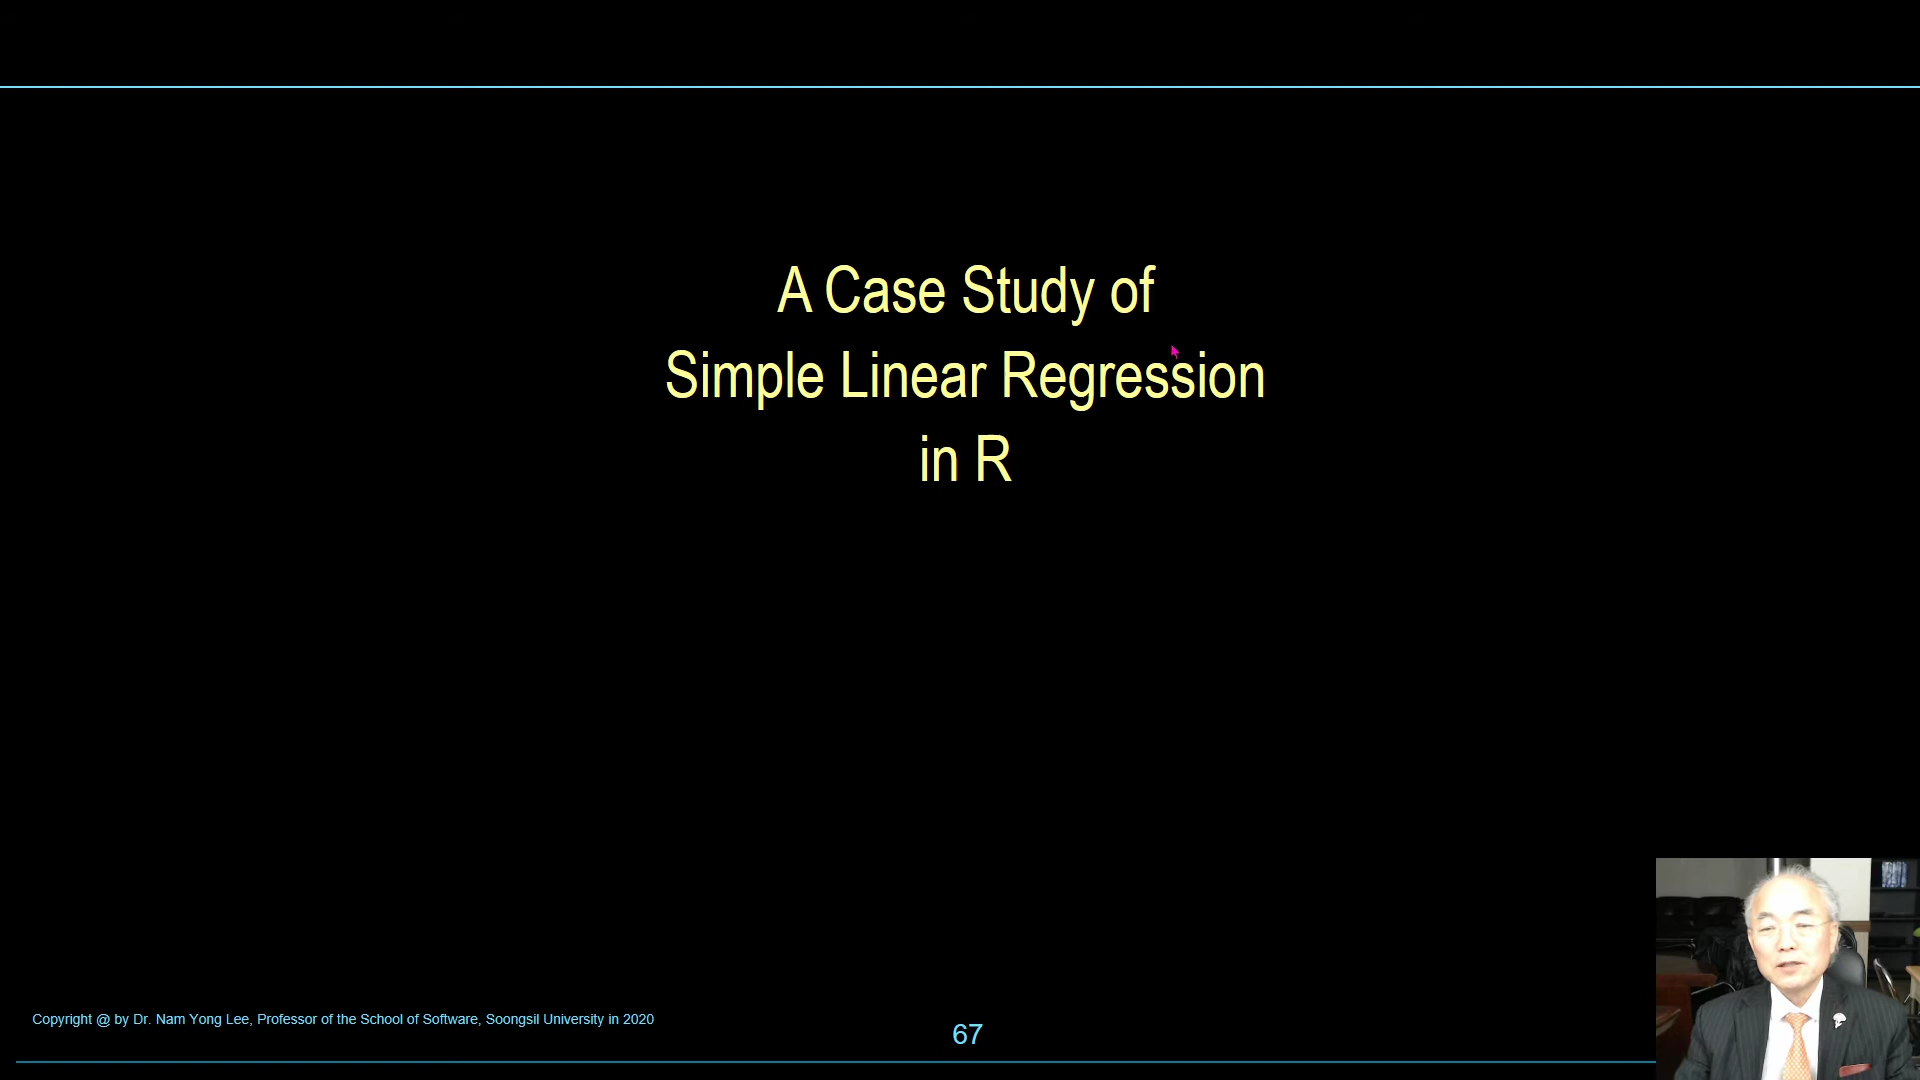 A Case Study of
Simple Linear Regression
in R
Copyright @ by Dr. Nam Yong Lee, Professor of the School of Software, Soongsil University in 2020
67